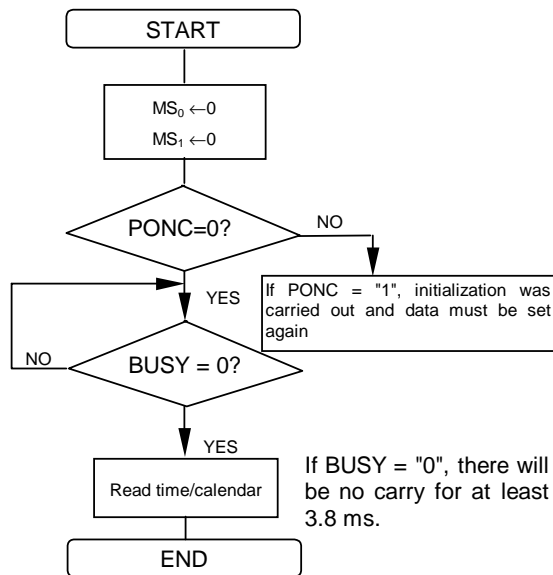 START
MS₀ ←0
MS₁ ←0
PONC=0?
NO
YES
If PONC = "1", initialization was
carried out and data must be set
again
NO
BUSY = 0?
YES
Read time/calendar
If BUSY = "0", there will
be no carry for at least
3.8 ms.
END